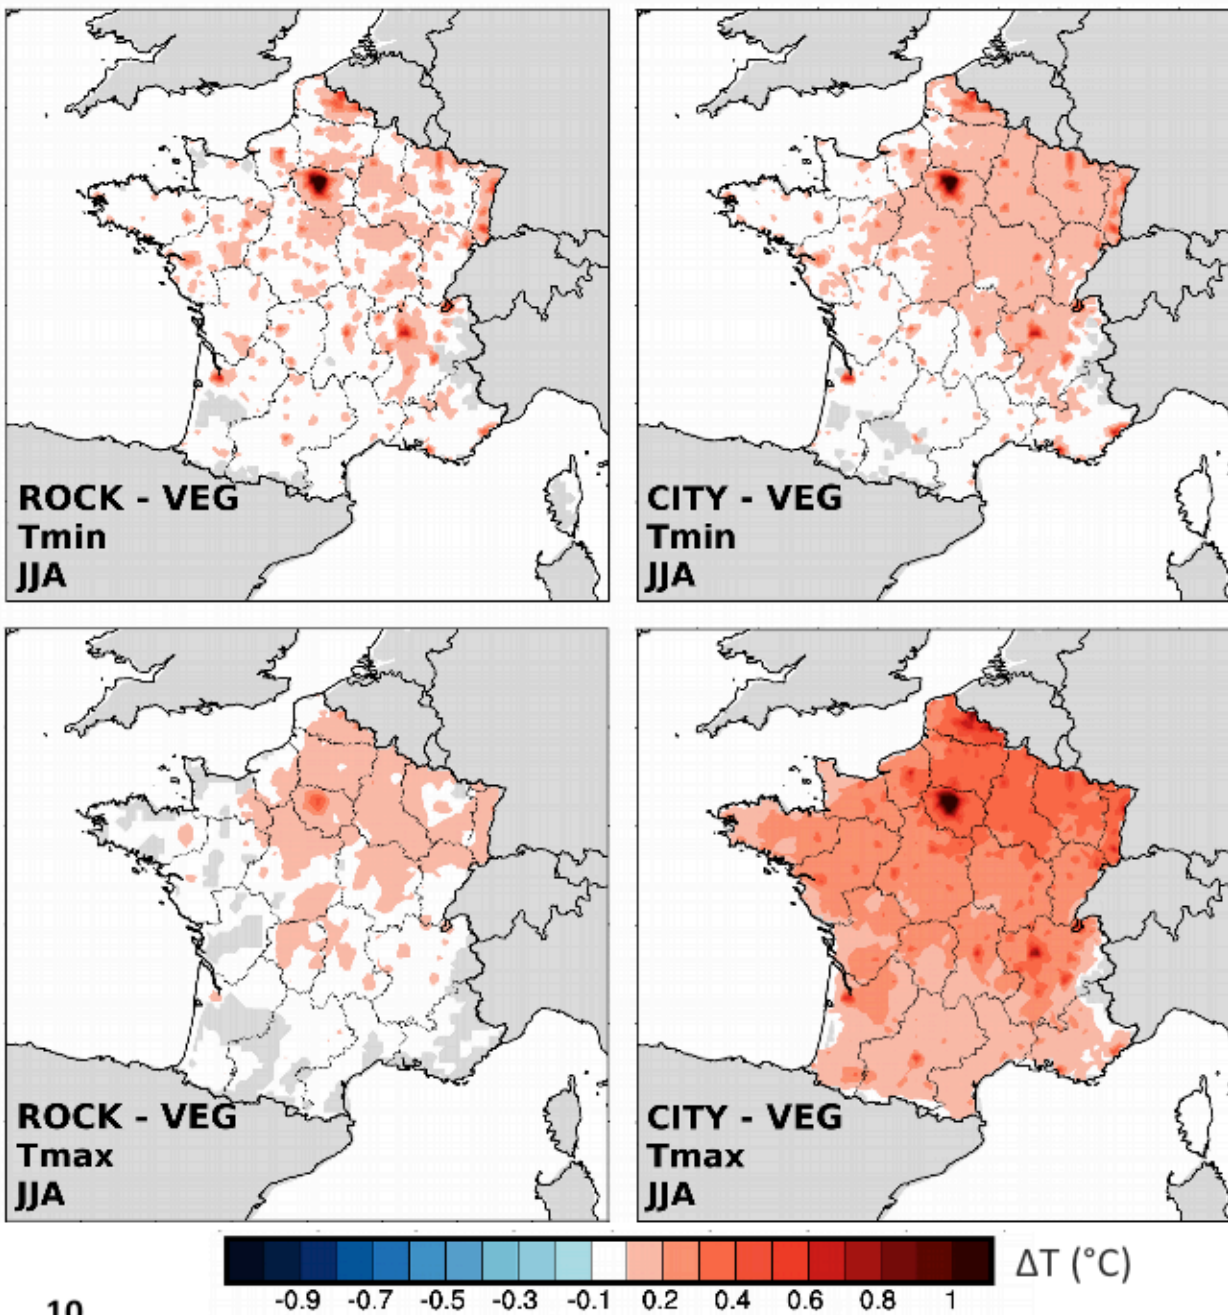 ROCK - VEG
Tmin
JJA
CITY - VEG
Tmin
JJA
ROCK - VEG
Tmax
JJA
CITY - VEG
Tmax
JJA
ΔT (°C)
-0.9 -0.7 -0.5 -0.3 -0.1 0.2 0.4 0.6 0.8 1
10